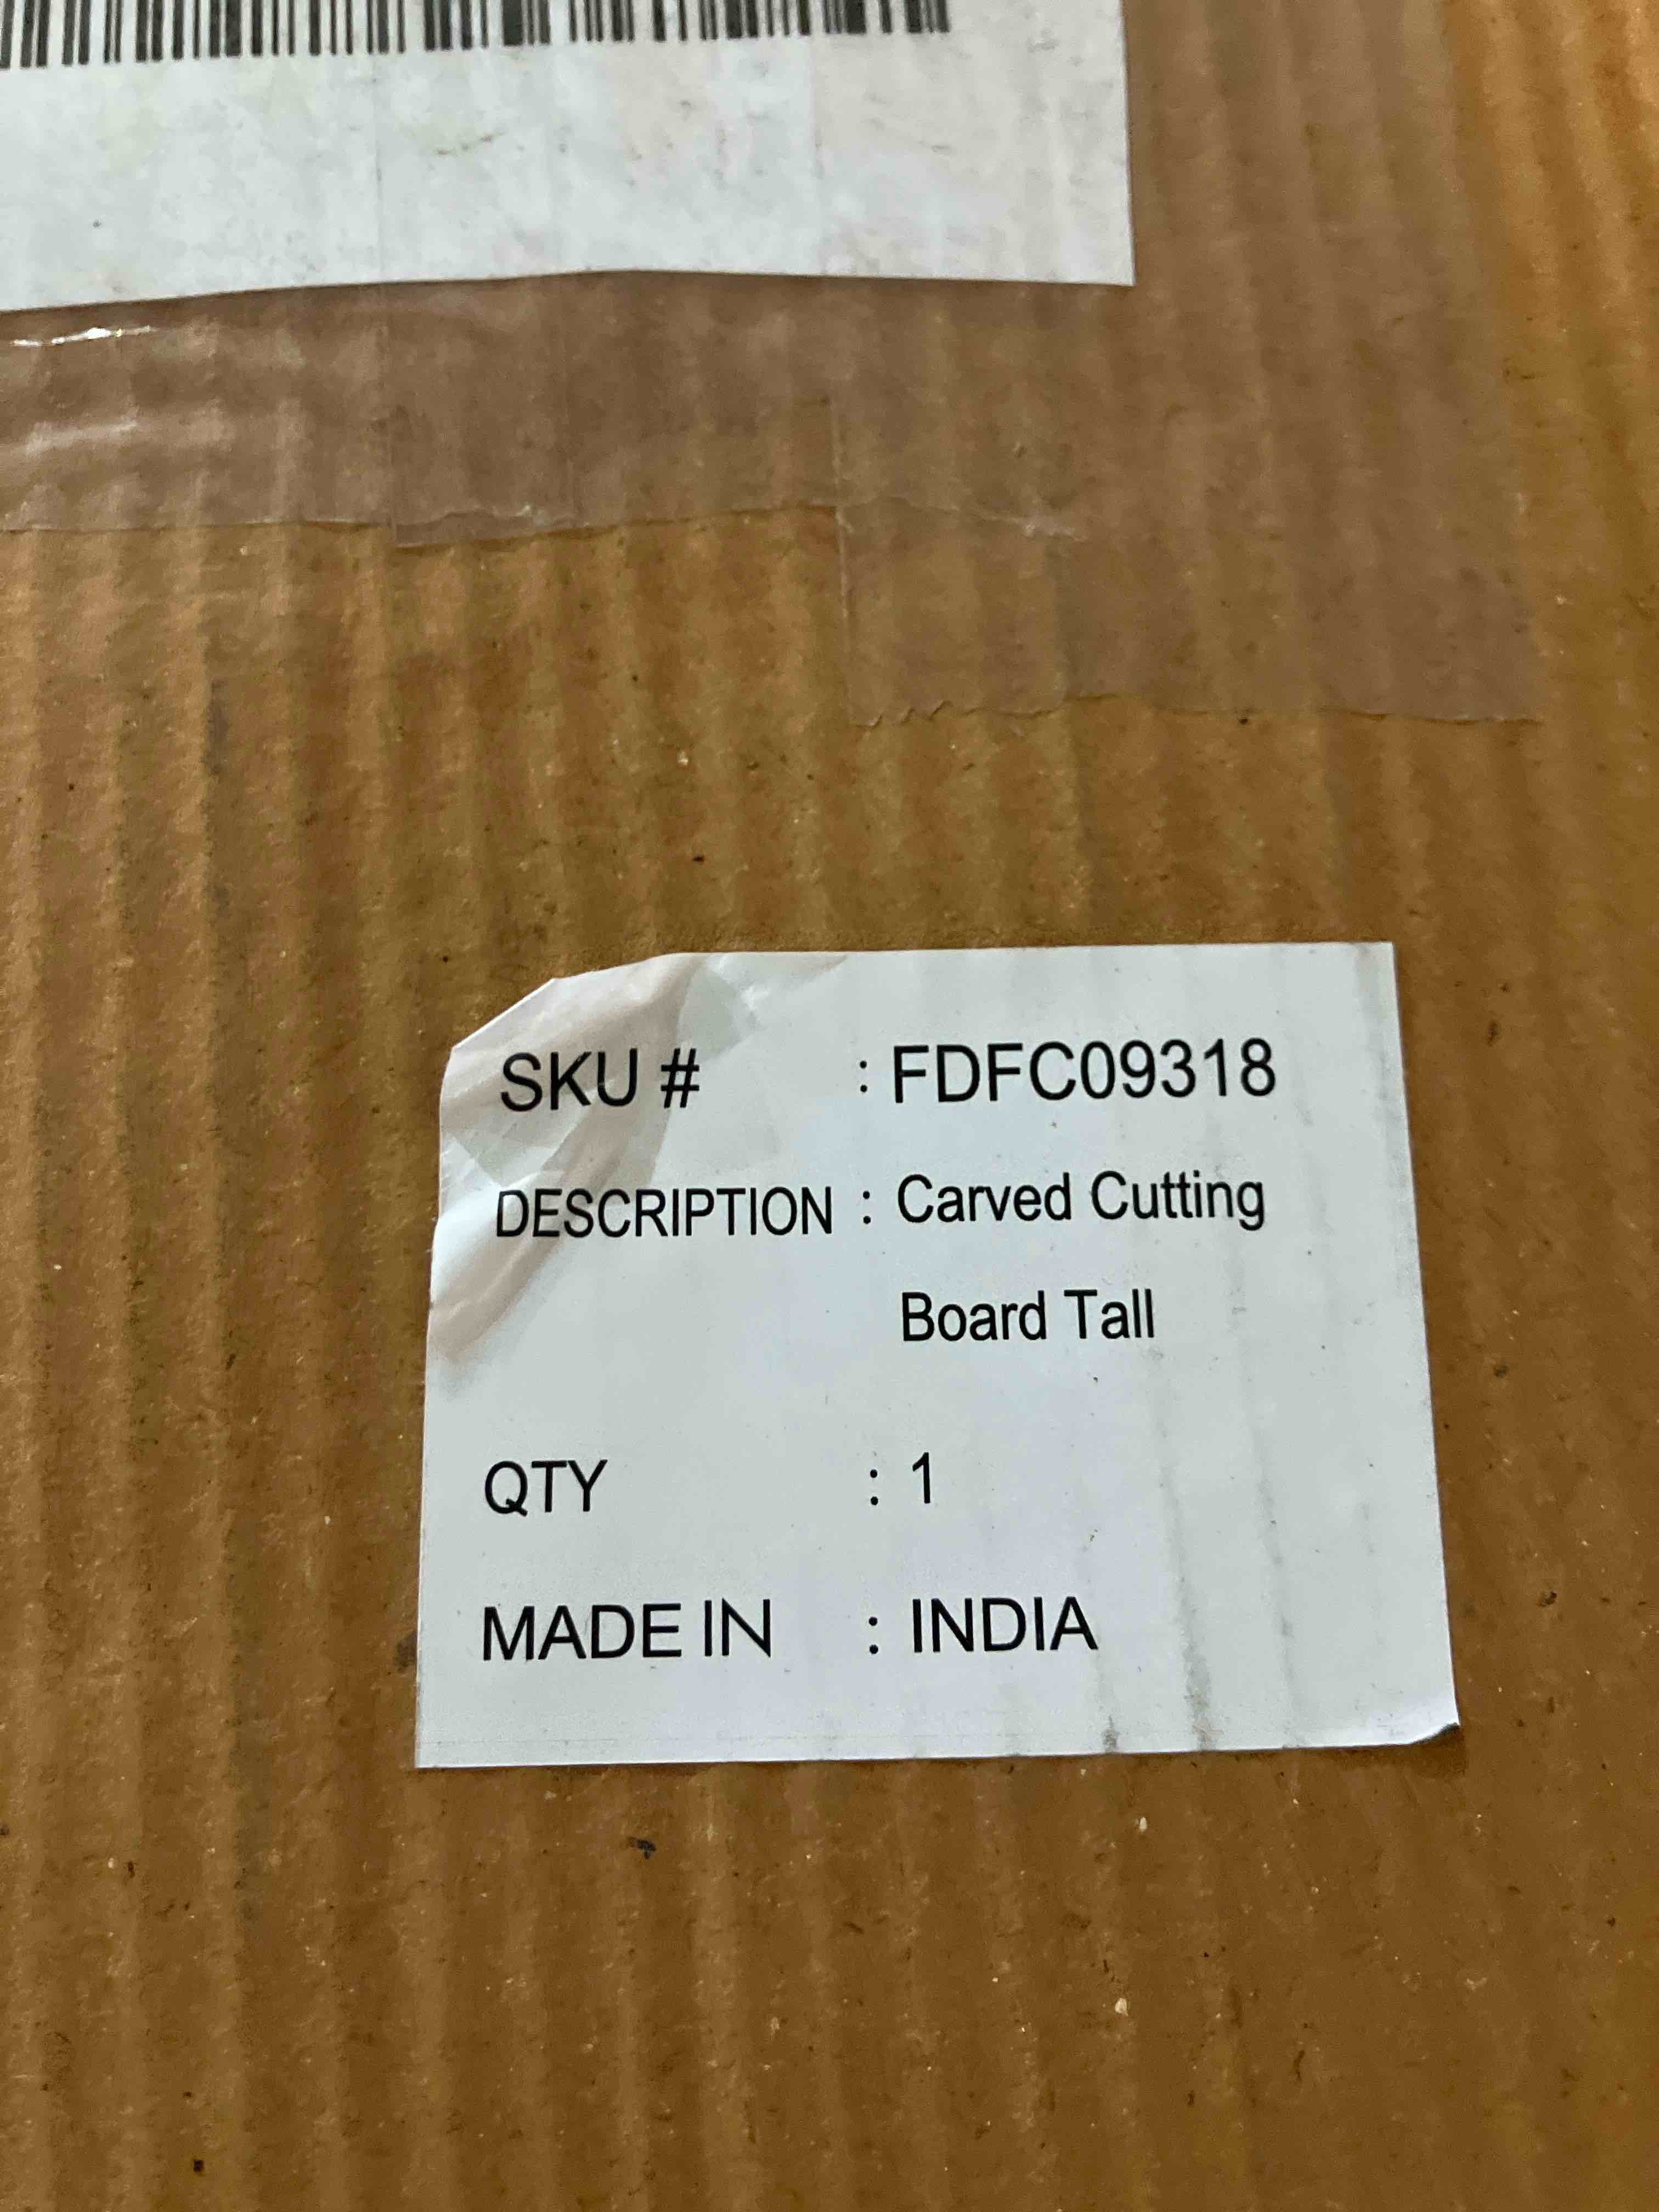 SKU # : FDFC09318
DESCRIPTION : Carved Cutting
Board Tall
QTY : 1
MADE IN : INDIA